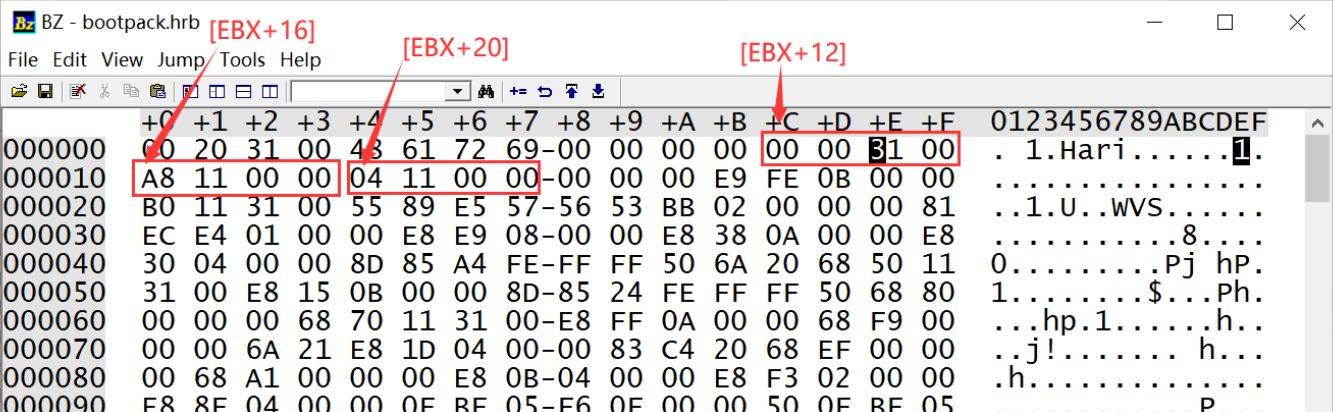 BZ - bootpack.hrb
[EBX+16]
[EBX+20]
[EBX+12]
File Edit View Jump Tools Help
+0 +1 +2 +3 +4 +5 +6 +7 +8 +9 +A +B +C +D +E +F 0123456789ABCDEF
000000 00 20 31 00 48 61 72 69-00 00 00 00 00 00 31 00 . 1.Hari......1.
000010 A8 11 00 00 04 11 00 00-00 00 00 E9 FE 0B 00 00 ................
000020 B0 11 31 00 55 89 E5 57-56 53 BB 02 00 00 00 81 ..1.U..WVS......
000030 EC E4 01 00 00 E8 E9 08-00 00 E8 38 0A 00 00 E8 ...........8....
000040 30 04 00 00 8D 85 A4 FE-FF FF 50 6A 20 68 50 11 0.........Pj hP.
000050 31 00 E8 15 0B 00 00 8D-85 24 FE FF FF 50 68 80 1........$...Ph.
000060 00 00 00 68 70 11 31 00-E8 FF 0A 00 00 68 F9 00 ...hp.1......h..
000070 00 00 6A 21 E8 1D 04 00-00 83 C4 20 68 EF 00 00 ..j!....... h...
000080 00 68 A1 00 00 00 E8 0B-04 00 00 E8 F3 02 00 00 .h..............
000090 E8 8F 04 00 00 0F BE 05-F6 0F 00 00 50 0F BE 05 ............P...